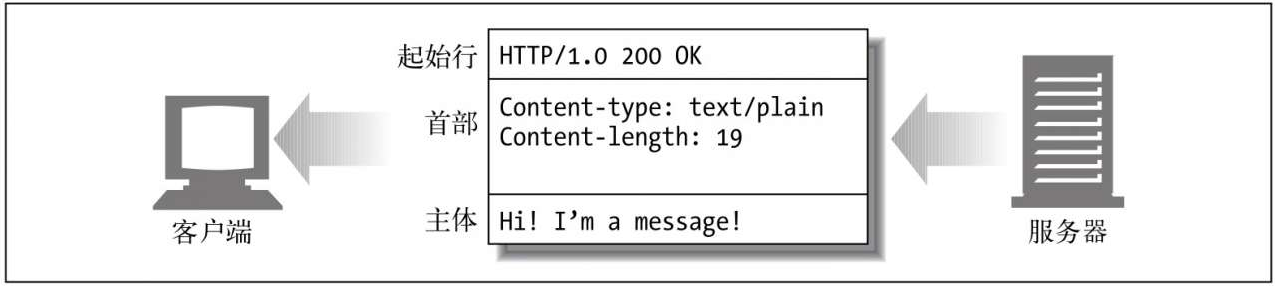 起始行
HTTP/1.0 200 OK
首部
Content-type: text/plain
Content-length: 19
主体
Hi! I’m a message!
客户端
服务器